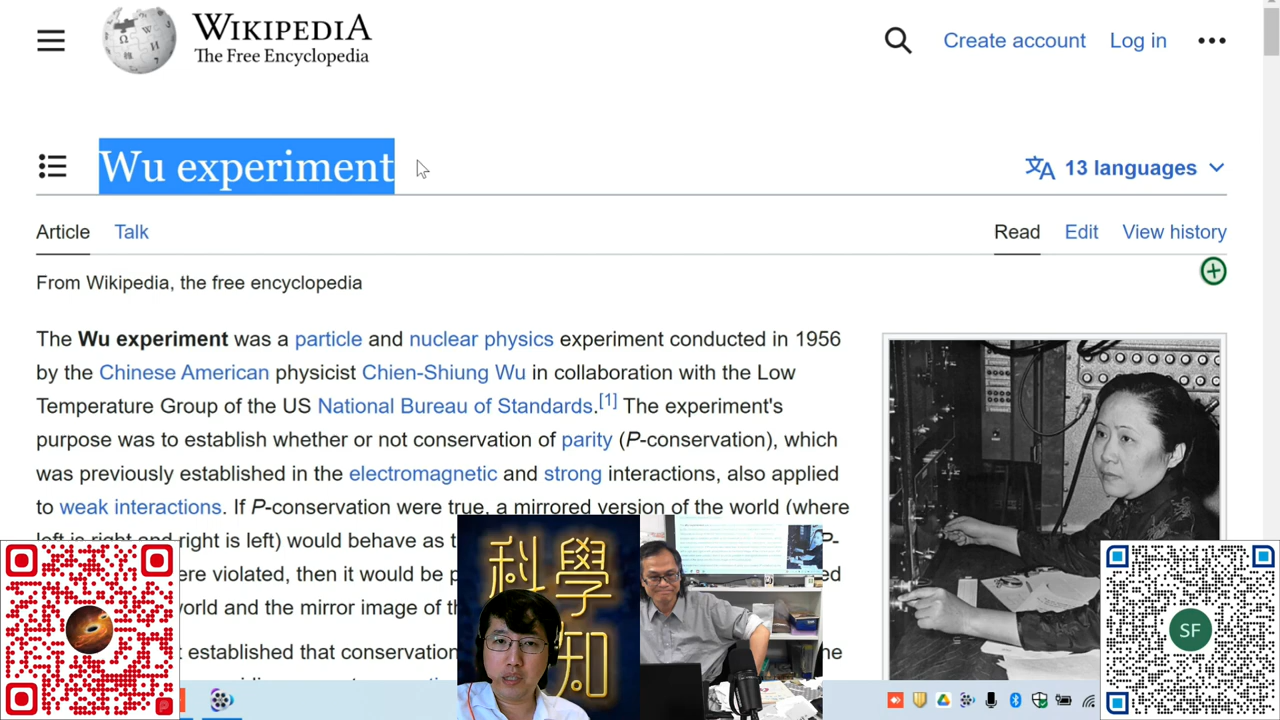 WIKIPEDIA
The Free Encyclopedia
Create account
Log in
Wu experiment
13 languages
Article Talk
Read Edit View history
From Wikipedia, the free encyclopedia
The Wu experiment was a particle and nuclear physics experiment conducted in 1956
by the Chinese American physicist Chien-Shiung Wu in collaboration with the Low
Temperature Group of the US National Bureau of Standards.[1] The experiment's
purpose was to establish whether or not conservation of parity (P-conservation), which
was previously established in the electromagnetic and strong interactions, also applied
to weak interactions. If P-conservation were true, a mirrored version of the world (where
left is right and right is left) would behave as
were violated, then it would be
world and the mirror image of
established that conservation
科學
知
SF